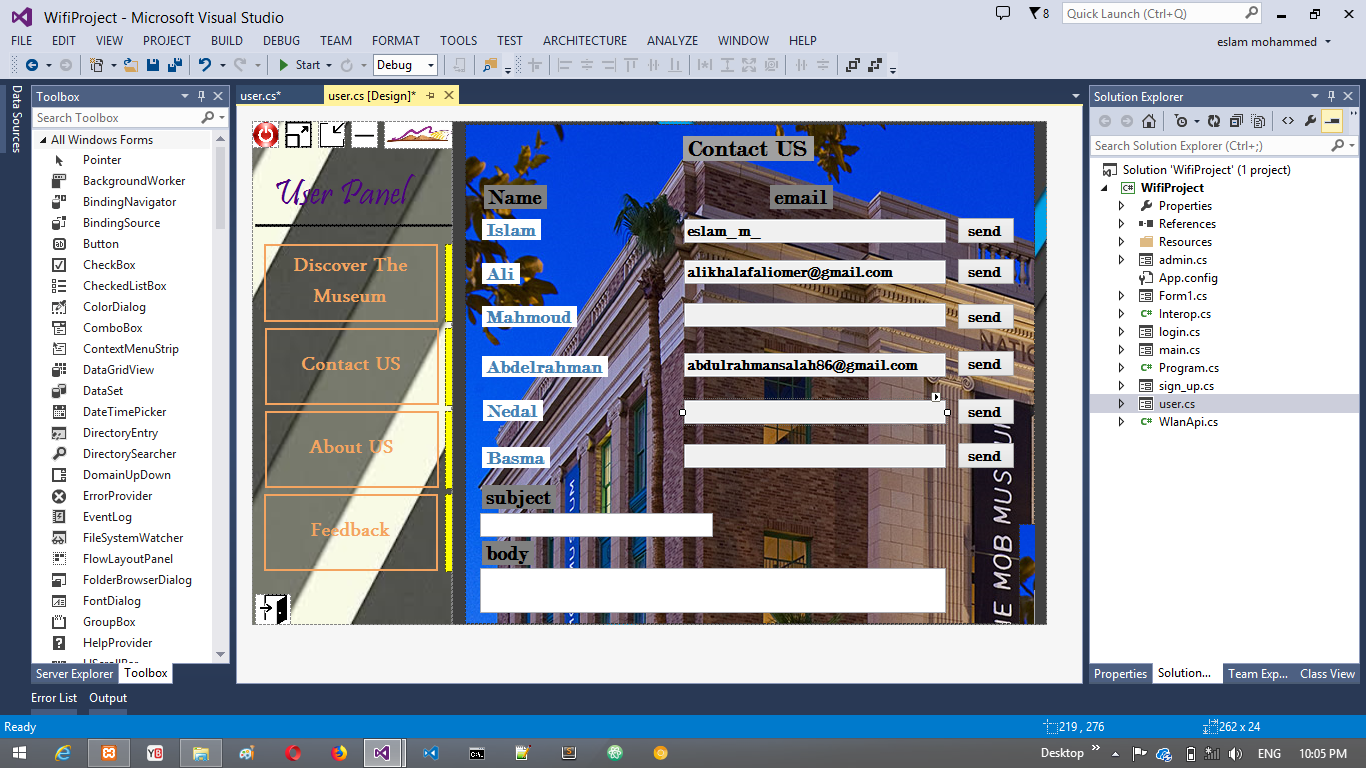 WifiProject - Microsoft Visual Studio
8
Quick Launch (Ctrl+Q)
FILE EDIT VIEW PROJECT BUILD DEBUG TEAM FORMAT TOOLS TEST ARCHITECTURE ANALYZE WINDOW HELP
eslam mohammed
Start
Debug
Data Sources
Toolbox
Search Toolbox
All Windows Forms
Pointer
BackgroundWorker
BindingNavigator
BindingSource
Button
CheckBox
CheckedListBox
ColorDialog
ComboBox
ContextMenuStrip
DataGridView
DataSet
DateTimePicker
DirectoryEntry
DirectorySearcher
DomainUpDown
ErrorProvider
EventLog
FileSystemWatcher
FlowLayoutPanel
FolderBrowserDialog
FontDialog
GroupBox
HelpProvider
Server Explorer
Toolbox
user.cs*
user.cs [Design]*
User Panel
Discover The
Museum
Contact US
About US
Feedback
Contact US
Name
email
Islam
eslam_m_
send
Ali
alikhalafaliomer@gmail.com
send
Mahmoud
send
Abdelrahman
abdulrahmansalah86@gmail.com
send
Nedal
send
Basma
send
subject
body
NATION
THE MOB MUSEUM
Solution Explorer
Search Solution Explorer (Ctrl+;)
Solution 'WifiProject' (1 project)
WifiProject
Properties
References
Resources
admin.cs
App.config
Form1.cs
Interop.cs
login.cs
main.cs
Program.cs
sign_up.cs
user.cs
WlanApi.cs
Properties
Solution...
Team Exp...
Class View
Error List
Output
Ready
219 , 276
262 x 24
YB
Desktop
ENG
10:05 PM